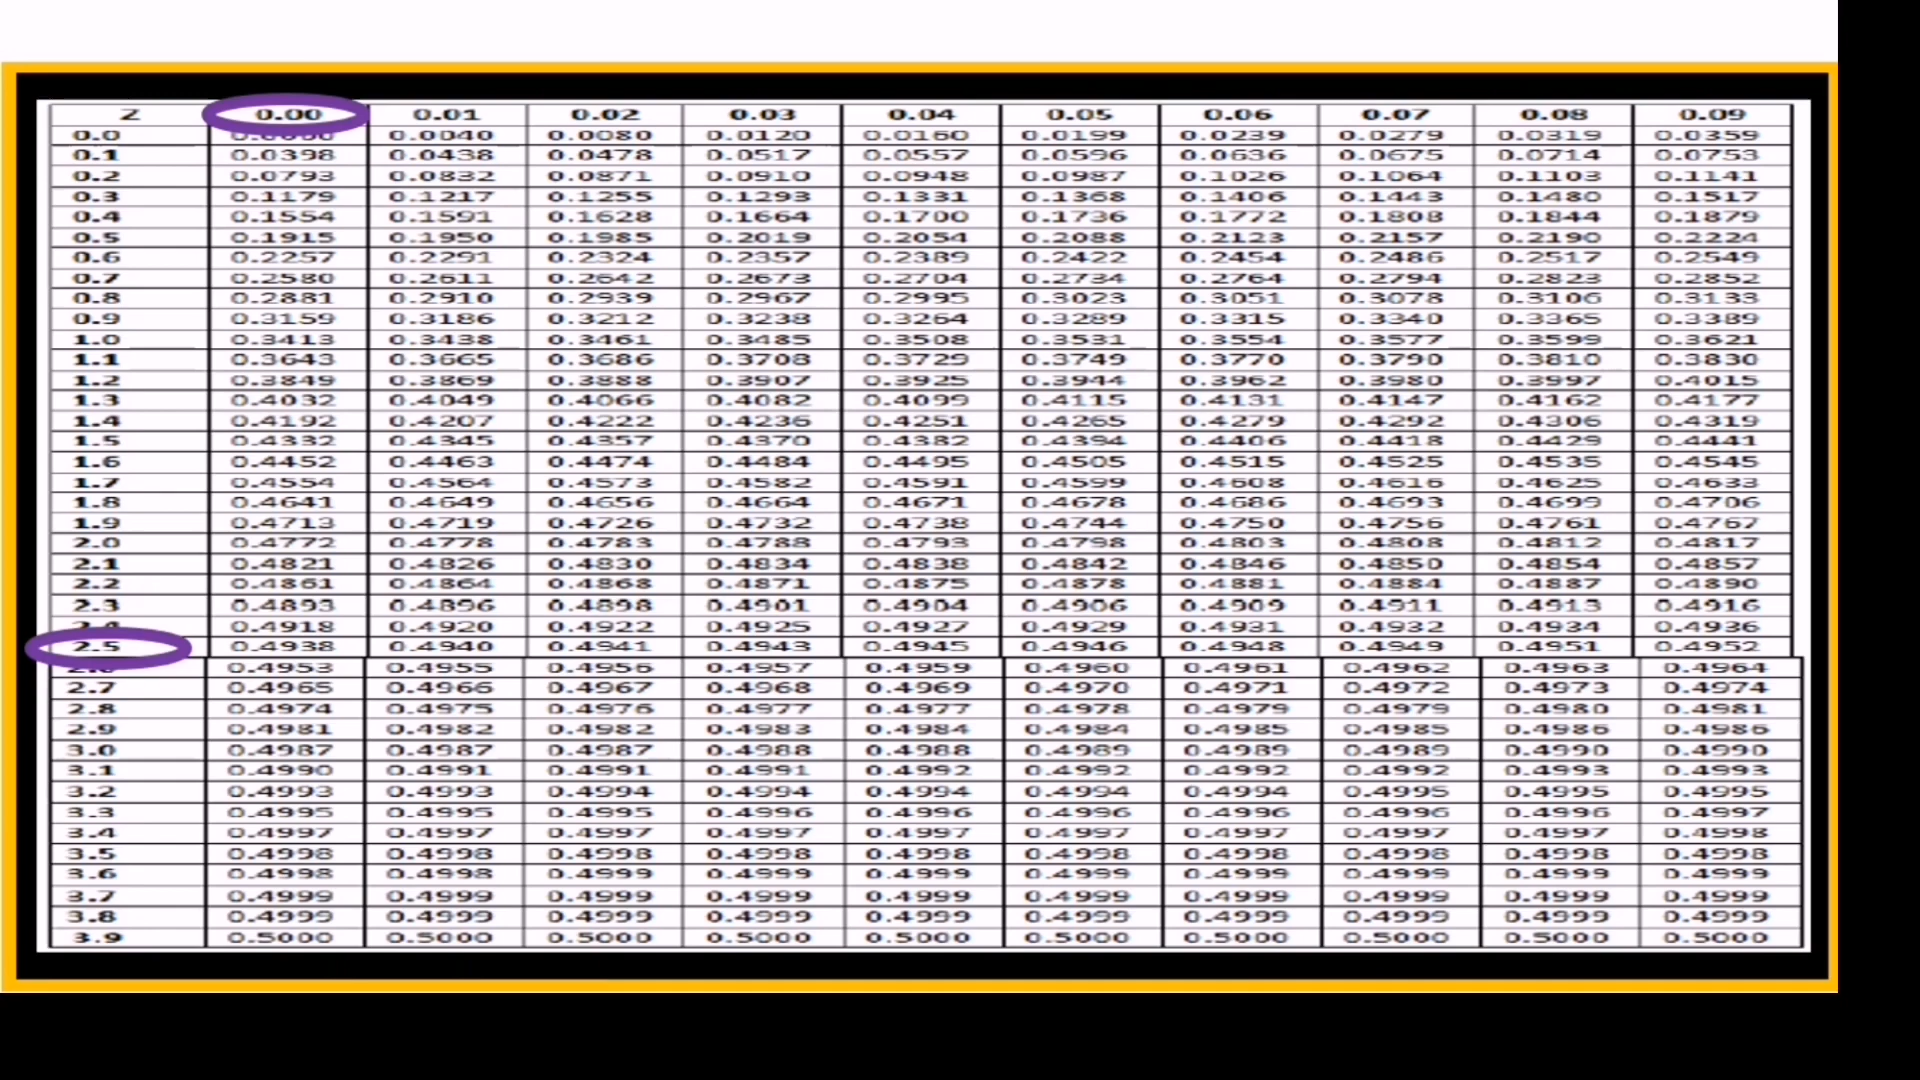 Z 0.00 0.01 0.02 0.03 0.04 0.05 0.06 0.07 0.08 0.09
0.0 0.0040 0.0080 0.0120 0.0160 0.0199 0.0239 0.0279 0.0319 0.0359
0.1 0.0398 0.0438 0.0478 0.0517 0.0557 0.0596 0.0636 0.0675 0.0714 0.0753
0.2 0.0793 0.0832 0.0871 0.0910 0.0948 0.0987 0.1026 0.1064 0.1103 0.1141
0.3 0.1179 0.1217 0.1255 0.1293 0.1331 0.1368 0.1406 0.1443 0.1480 0.1517
0.4 0.1554 0.1591 0.1628 0.1664 0.1700 0.1736 0.1772 0.1808 0.1844 0.1879
0.5 0.1915 0.1950 0.1985 0.2019 0.2054 0.2088 0.2123 0.2157 0.2190 0.2224
0.6 0.2257 0.2291 0.2324 0.2357 0.2389 0.2422 0.2454 0.2486 0.2517 0.2549
0.7 0.2580 0.2611 0.2642 0.2673 0.2704 0.2734 0.2764 0.2794 0.2823 0.2852
0.8 0.2881 0.2910 0.2939 0.2967 0.2995 0.3023 0.3051 0.3078 0.3106 0.3133
0.9 0.3159 0.3186 0.3212 0.3238 0.3264 0.3289 0.3315 0.3340 0.3365 0.3389
1.0 0.3413 0.3438 0.3461 0.3485 0.3508 0.3531 0.3554 0.3577 0.3599 0.3621
1.1 0.3643 0.3665 0.3686 0.3708 0.3729 0.3749 0.3770 0.3790 0.3810 0.3830
1.2 0.3849 0.3869 0.3888 0.3907 0.3925 0.3944 0.3962 0.3980 0.3997 0.4015
1.3 0.4032 0.4049 0.4066 0.4082 0.4099 0.4115 0.4131 0.4147 0.4162 0.4177
1.4 0.4192 0.4207 0.4222 0.4236 0.4251 0.4265 0.4279 0.4292 0.4306 0.4319
1.5 0.4332 0.4345 0.4357 0.4370 0.4382 0.4394 0.4406 0.4418 0.4429 0.4441
1.6 0.4452 0.4463 0.4474 0.4484 0.4495 0.4505 0.4515 0.4525 0.4535 0.4545
1.7 0.4554 0.4564 0.4573 0.4582 0.4591 0.4599 0.4608 0.4616 0.4625 0.4633
1.8 0.4641 0.4649 0.4656 0.4664 0.4671 0.4678 0.4686 0.4693 0.4699 0.4706
1.9 0.4713 0.4719 0.4726 0.4732 0.4738 0.4744 0.4750 0.4756 0.4761 0.4767
2.0 0.4772 0.4778 0.4783 0.4788 0.4793 0.4798 0.4803 0.4808 0.4812 0.4817
2.1 0.4821 0.4826 0.4830 0.4834 0.4838 0.4842 0.4846 0.4850 0.4854 0.4857
2.2 0.4861 0.4864 0.4868 0.4871 0.4875 0.4878 0.4881 0.4884 0.4887 0.4890
2.3 0.4893 0.4896 0.4898 0.4901 0.4904 0.4906 0.4909 0.4911 0.4913 0.4916
0.4918 0.4920 0.4922 0.4925 0.4927 0.4929 0.4931 0.4932 0.4934 0.4936
2.5 0.4938 0.4940 0.4941 0.4943 0.4945 0.4946 0.4948 0.4949 0.4951 0.4952
0.4953 0.4955 0.4956 0.4957 0.4959 0.4960 0.4961 0.4962 0.4963 0.4964
2.7 0.4965 0.4966 0.4967 0.4968 0.4969 0.4970 0.4971 0.4972 0.4973 0.4974
2.8 0.4974 0.4975 0.4976 0.4977 0.4977 0.4978 0.4979 0.4979 0.4980 0.4981
2.9 0.4981 0.4982 0.4982 0.4983 0.4984 0.4984 0.4985 0.4985 0.4986 0.4986
3.0 0.4987 0.4987 0.4987 0.4988 0.4988 0.4989 0.4989 0.4989 0.4990 0.4990
3.1 0.4990 0.4991 0.4991 0.4991 0.4992 0.4992 0.4992 0.4992 0.4993 0.4993
3.2 0.4993 0.4993 0.4994 0.4994 0.4994 0.4994 0.4994 0.4995 0.4995 0.4995
3.3 0.4995 0.4995 0.4995 0.4996 0.4996 0.4996 0.4996 0.4996 0.4996 0.4997
3.4 0.4997 0.4997 0.4997 0.4997 0.4997 0.4997 0.4997 0.4997 0.4997 0.4998
3.5 0.4998 0.4998 0.4998 0.4998 0.4998 0.4998 0.4998 0.4998 0.4998 0.4998
3.6 0.4998 0.4998 0.4999 0.4999 0.4999 0.4999 0.4999 0.4999 0.4999 0.4999
3.7 0.4999 0.4999 0.4999 0.4999 0.4999 0.4999 0.4999 0.4999 0.4999 0.4999
3.8 0.4999 0.4999 0.4999 0.4999 0.4999 0.4999 0.4999 0.4999 0.4999 0.4999
3.9 0.5000 0.5000 0.5000 0.5000 0.5000 0.5000 0.5000 0.5000 0.5000 0.5000